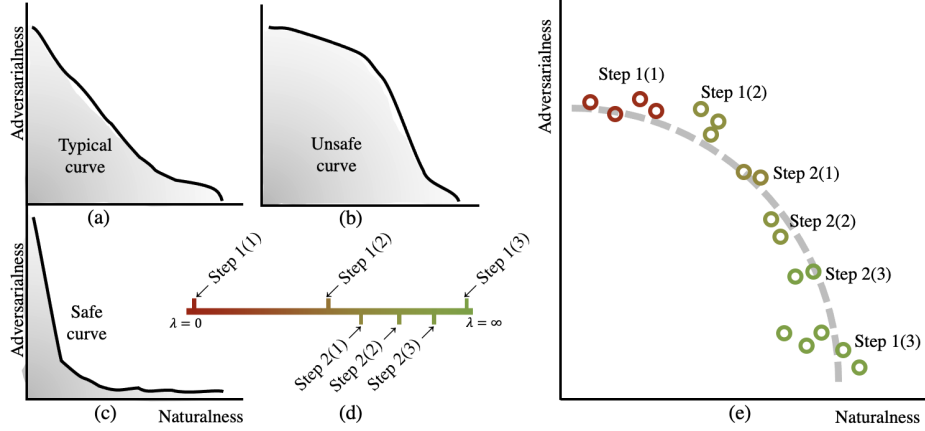 Adversarialness
Typical
curve
(a)
Unsafe
curve
(b)
Adversarialness
Safe
curve
(c)
Naturalness
Step 1(1)
Step 1(2)
Step 1(3)
λ = 0
λ = ∞
Step 2(1)
Step 2(2)
Step 2(3)
(d)
Adversarialness
Step 1(1)
Step 1(2)
Step 2(1)
Step 2(2)
Step 2(3)
Step 1(3)
(e)
Naturalness